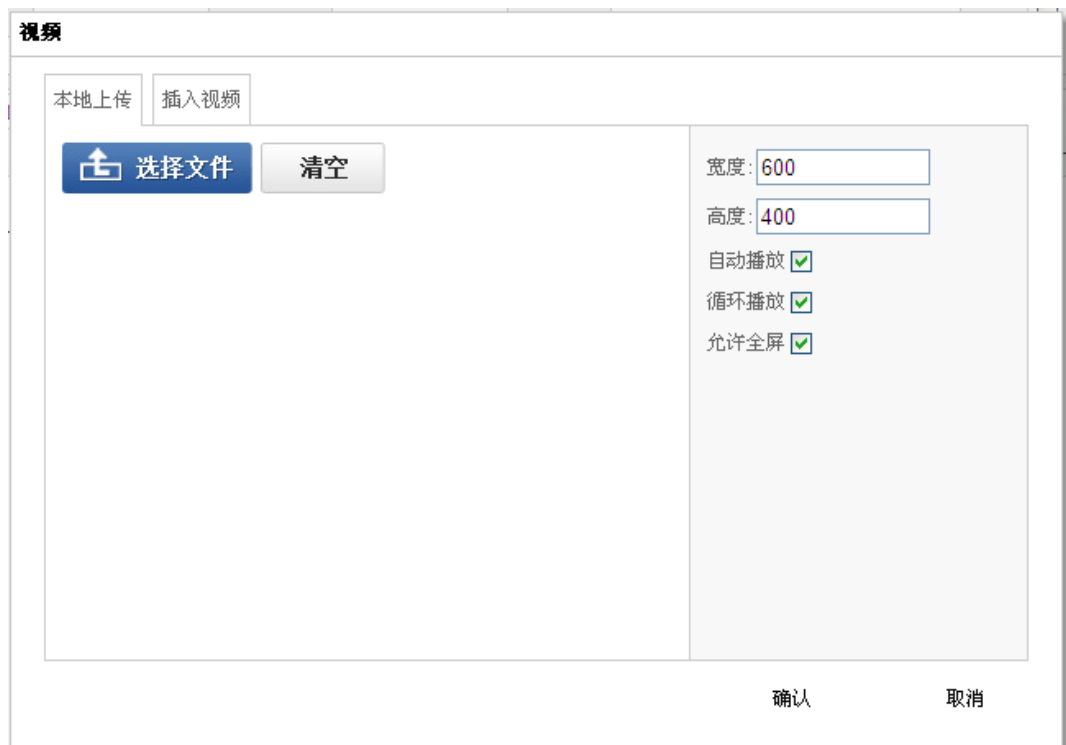 视频
本地上传 插入视频
选择文件 清空
宽度: 600
高度: 400
自动播放
循环播放
允许全屏
确认 取消